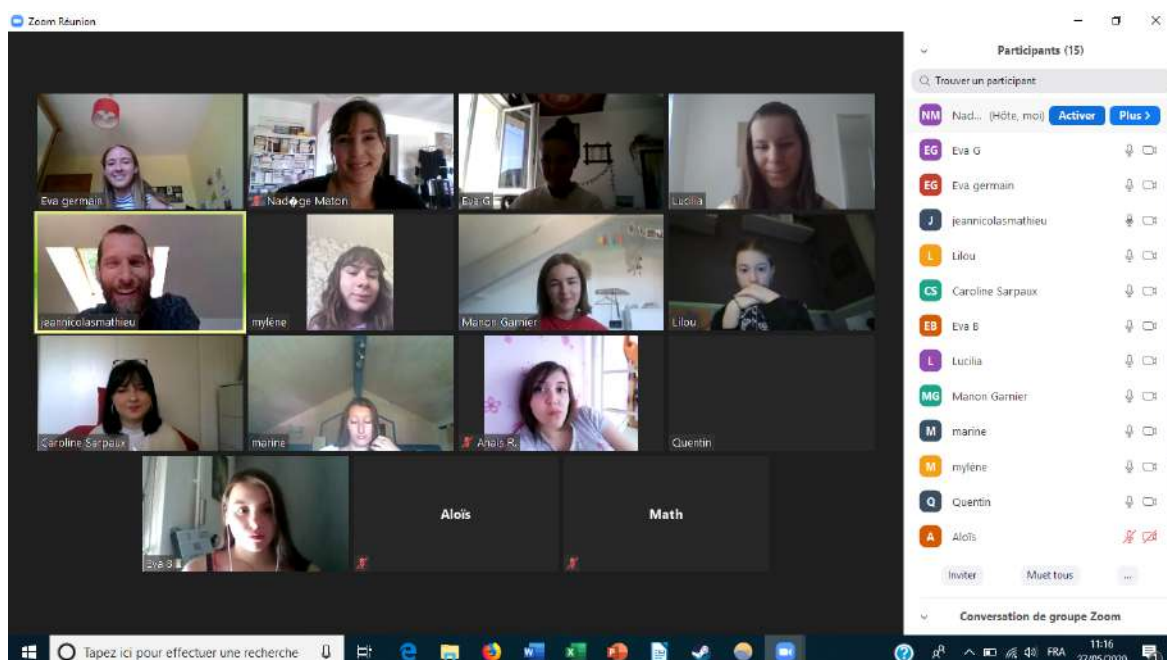 Zoom Réunion
Participants (15)
Trouver un participant
NM Nad... (Hôte, moi) Activer Plus >
EG Eva G
EG Eva germain
J jeannicolasmathieu
L Lilou
CS Caroline Sarpaux
EB Eva B
L Lucilia
MG Manon Garnier
M marine
M mylène
Q Quentin
A Aloïs
Inviter Muet tous ...
Conversation de groupe Zoom
Eva germain
Nad�ge Maton
Eva G
Lucilia
jeannicolasmathieu
mylène
Manon Garnier
Lilou
Caroline Sarpaux
marine
Anaïs R.
Quentin
Eva B
Aloïs
Math
Tapez ici pour effectuer une recherche
FRA
11:16
27/05/2020